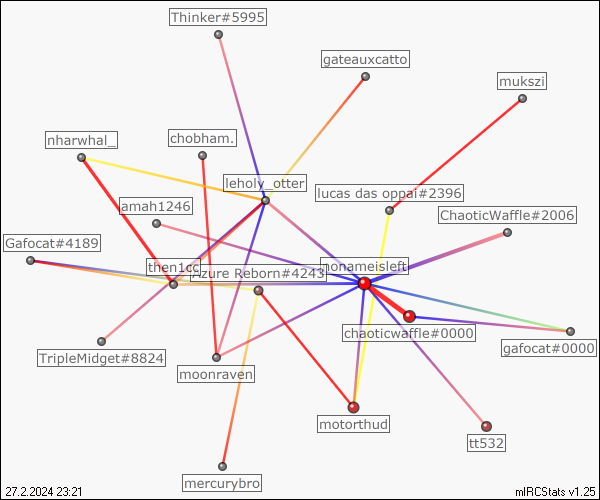 Thinker#5995
gateauxcatto
mukszi
nharwhal_
chobham.
leholy_otter
lucas das oppai#2396
amah1246
ChaoticWaffle#2006
Gafocat#4189
then1cc
Azure Reborn#4243
nonameisleft
chaoticwaffle#0000
gafocat#0000
TripleMidget#8824
moonraven
motorthud
tt532
mercurybro
27.2.2024 23:21
mIRCStats v1.25